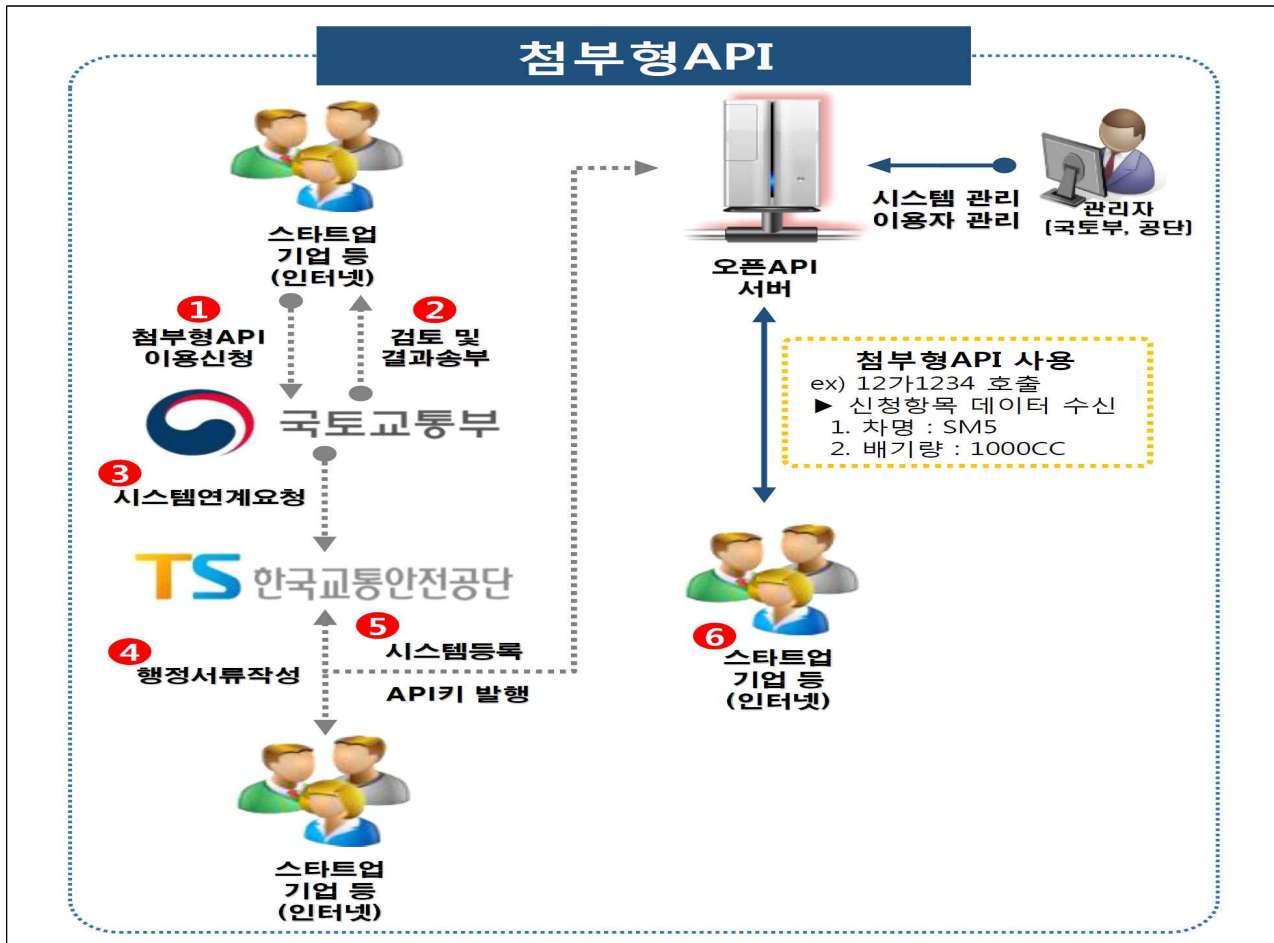 첨부형API
스타트업
기업 등
(인터넷)
1
첨부형API
이용신청
2
검토 및
결과송부
국토교통부
3
시스템연계요청
TS 한국교통안전공단
4
행정서류작성
5
시스템등록
API키 발행
스타트업
기업 등
(인터넷)
오픈API
서버
시스템 관리
이용자 관리
관리자
(국토부, 공단)
첨부형API 사용
ex) 12가1234 호출
▶ 신청항목 데이터 수신
1. 차명 : SM5
2. 배기량 : 1000CC
6
스타트업
기업 등
(인터넷)